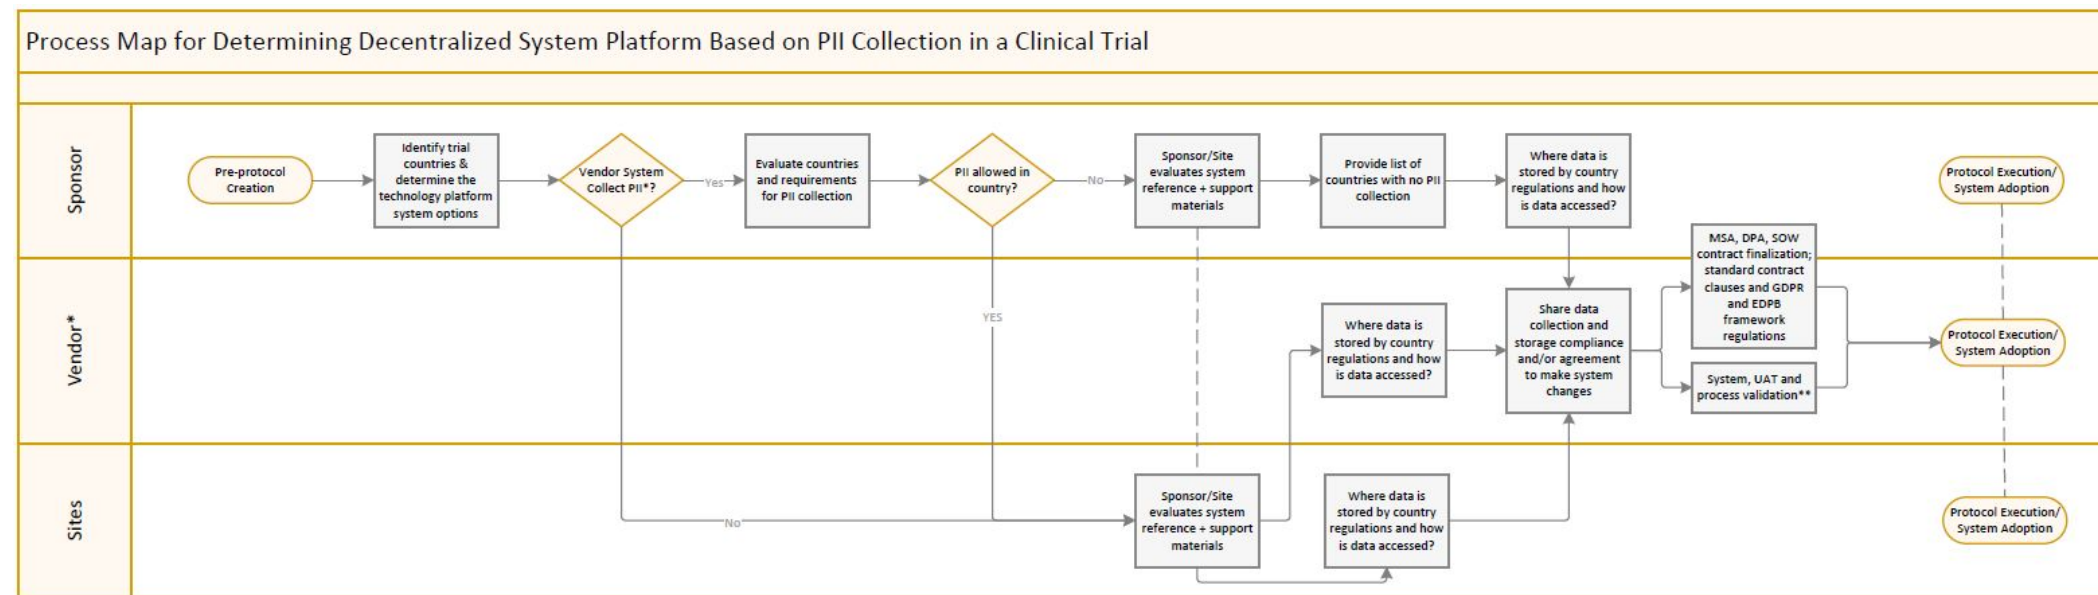 Process Map for Determining Decentralized System Platform Based on PII Collection in a Clinical Trial
Sponsor
Pre-protocol
Creation
Identify trial
countries &
determine the
technology platform
system options
Vendor System
Collect PII*?
Yes
Evaluate countries
and requirements
for PII collection
PII allowed in
country?
No
Sponsor/Site
evaluates system
reference + support
materials
Provide list of
countries with no PII
collection
Where data is
stored by country
regulations and how
is data accessed?
Protocol Execution/
System Adoption
Vendor*
YES
Where data is
stored by country
regulations and how
is data accessed?
Share data
collection and
storage compliance
and/or agreement
to make system
changes
MSA, DPA, SOW
contract finalization;
standard contract
clauses and GDPR
and EDPB
framework
regulations
System, UAT and
process validation**
Protocol Execution/
System Adoption
Sites
No
Sponsor/Site
evaluates system
reference + support
materials
Where data is
stored by country
regulations and how
is data accessed?
Protocol Execution/
System Adoption